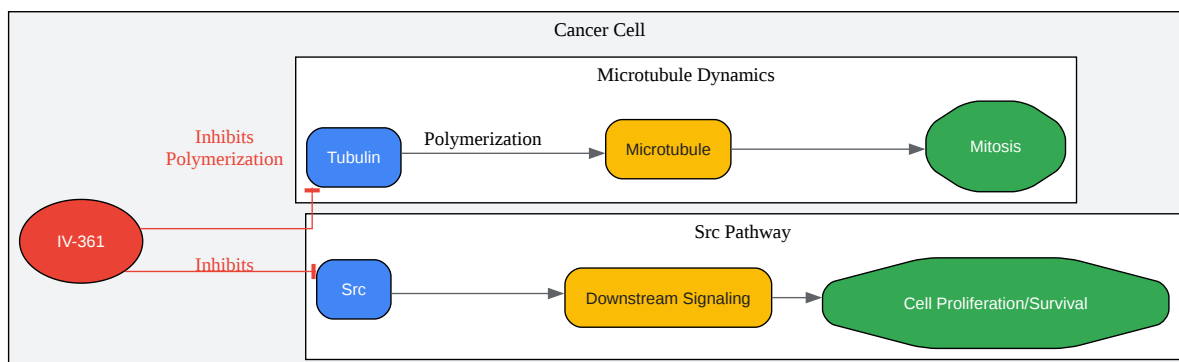 Cancer Cell
Microtubule Dynamics
Inhibits
Polymerization
Tubulin
Polymerization
Microtubule
Mitosis
IV-361
Src Pathway
Inhibits
Src
Downstream Signaling
Cell Proliferation/Survival